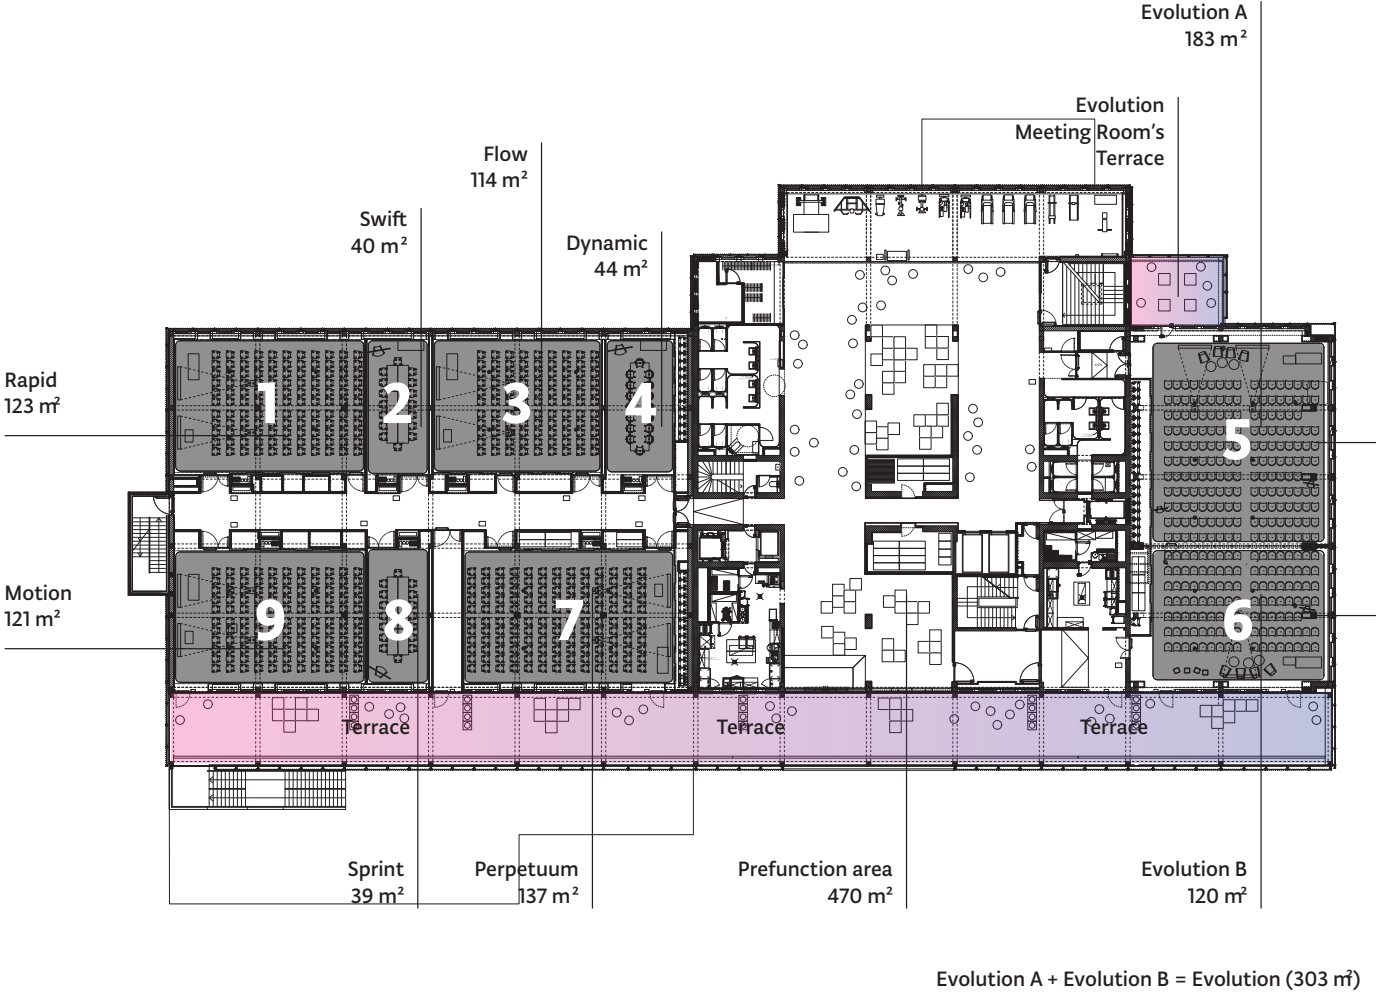 Evolution A
183 m²
Evolution
Meeting Room's
Terrace
Flow
114 m²
Swift
40 m²
Dynamic
44 m²
Rapid
123 m²
1
2
3
4
5
Motion
121 m²
9
8
7
6
Terrace
Terrace
Terrace
Sprint
39 m²
Perpetuum
137 m²
Prefunction area
470 m²
Evolution B
120 m²
Evolution A + Evolution B = Evolution (303 m²)